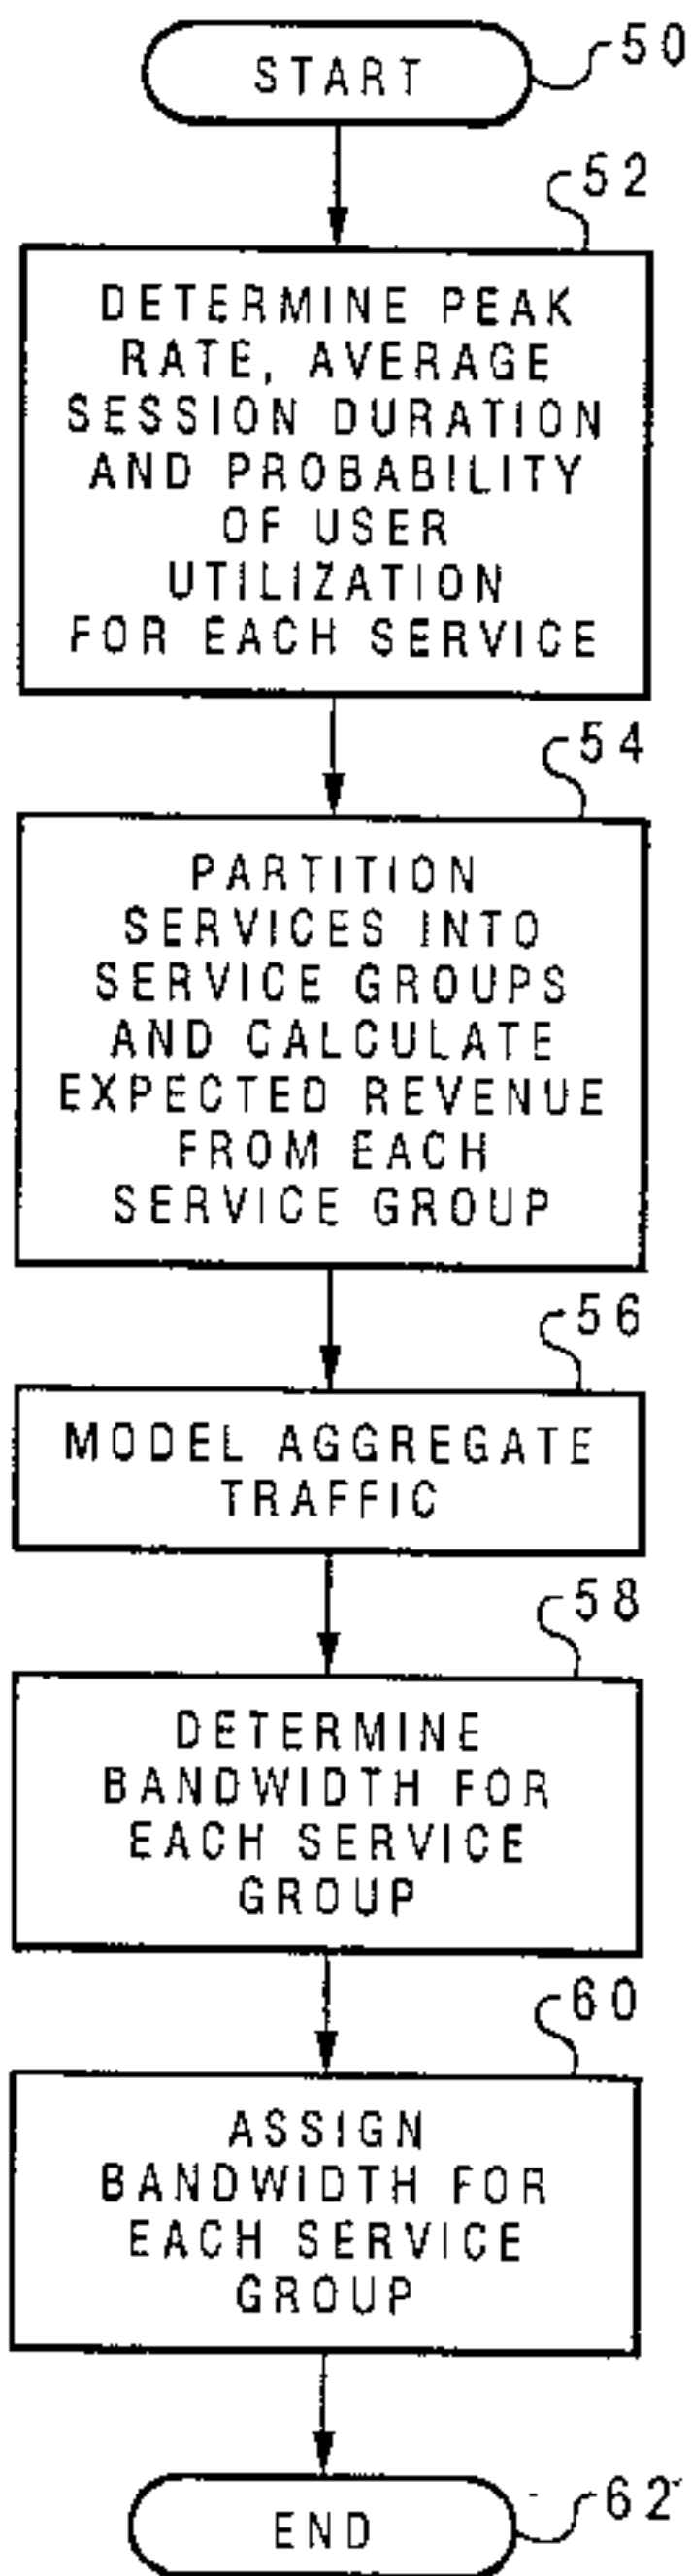 START
50
52
DETERMINE PEAK
RATE, AVERAGE
SESSION DURATION
AND PROBABILITY
OF USER
UTILIZATION
FOR EACH SERVICE
54
PARTITION
SERVICES INTO
SERVICE GROUPS
AND CALCULATE
EXPECTED REVENUE
FROM EACH
SERVICE GROUP
56
MODEL AGGREGATE
TRAFFIC
58
DETERMINE
BANDWIDTH FOR
EACH SERVICE
GROUP
60
ASSIGN
BANDWIDTH FOR
EACH SERVICE
GROUP
END
62